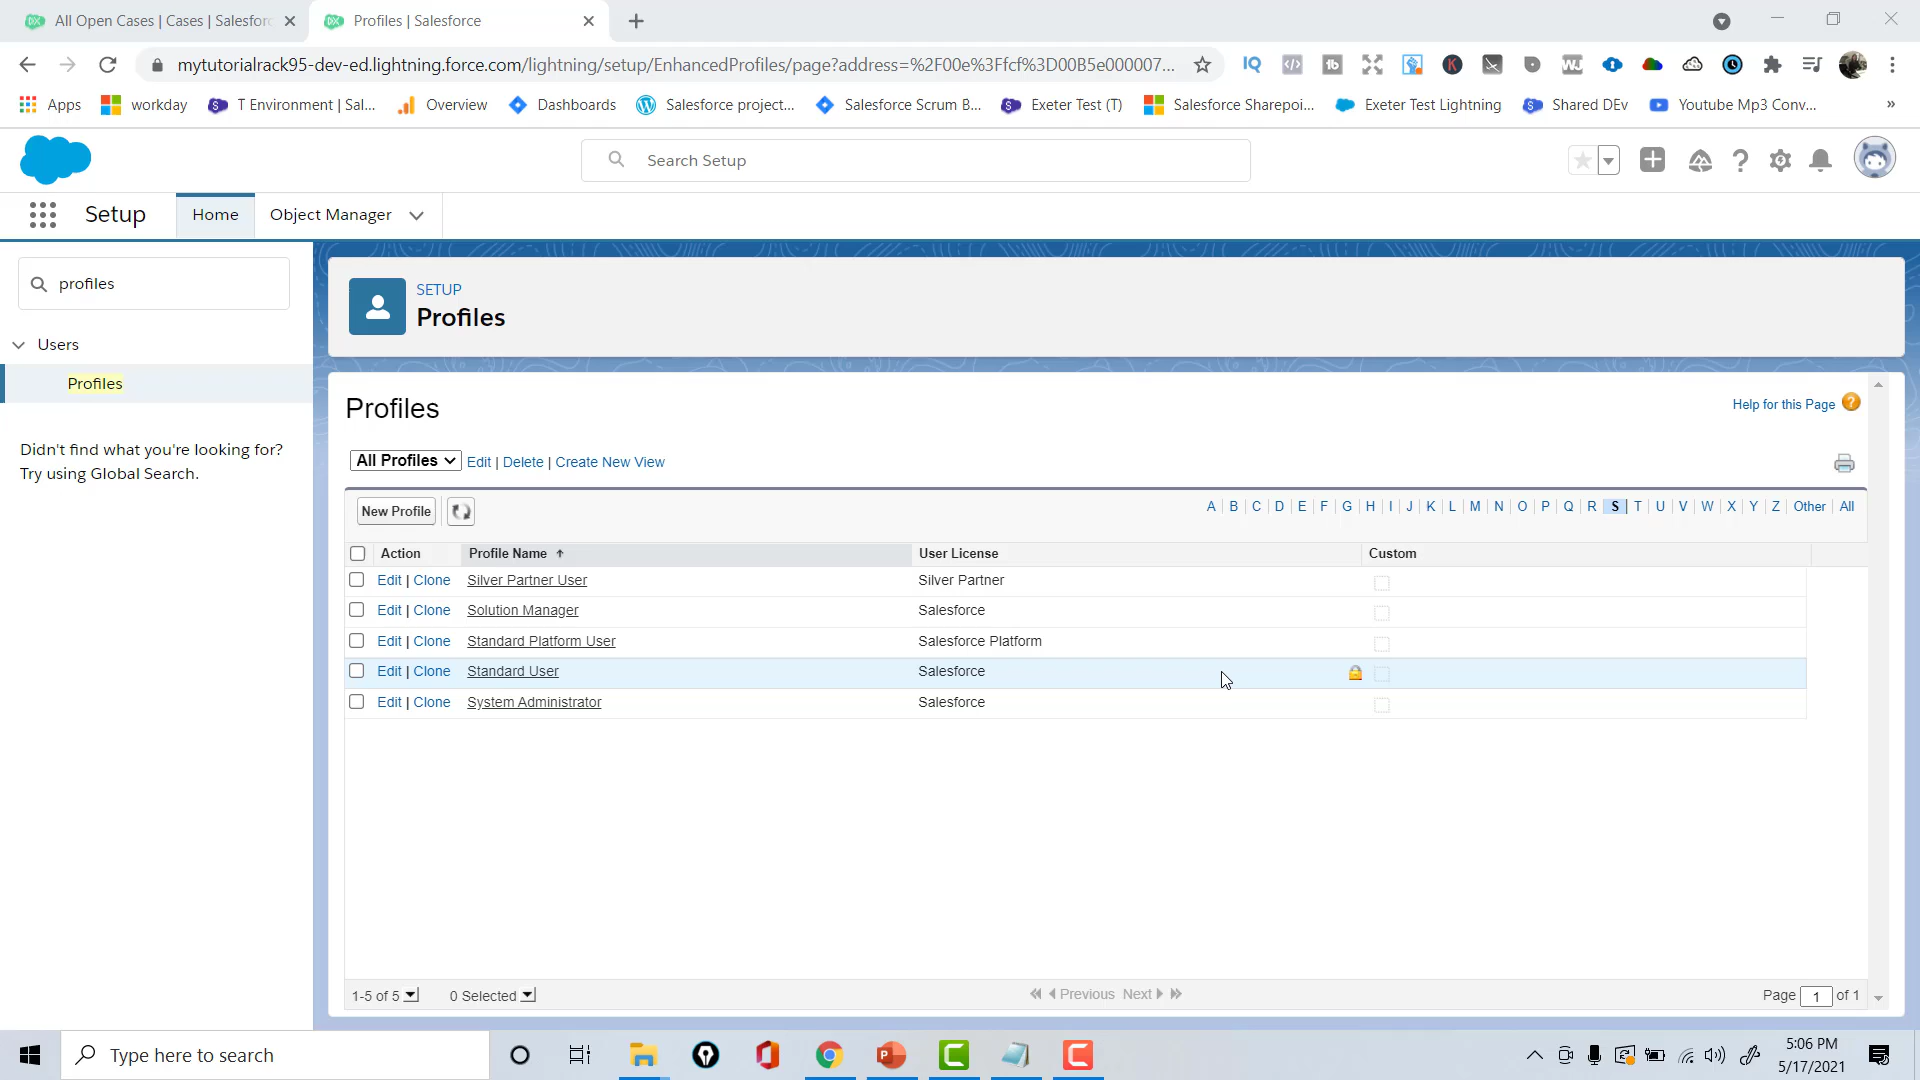 All Open Cases | Cases | Salesforc
Profiles | Salesforce
mytutorialrack95-dev-ed.lightning.force.com/lightning/setup/EnhancedProfiles/page?address=%2F00e%3Ffcf%3D00B5e000007...
Apps
workday
T Environment | Sal...
Overview
Dashboards
Salesforce project...
Salesforce Scrum B...
Exeter Test (T)
Salesforce Sharepoi...
Exeter Test Lightning
Shared DEv
Youtube Mp3 Conv...
»
Search Setup
Setup
Home
Object Manager
profiles
Users
Profiles
Didn't find what you're looking for?
Try using Global Search.
SETUP
Profiles
Profiles
Help for this Page
All Profiles
Edit | Delete | Create New View
New Profile
A | B | C | D | E | F | G | H | I | J | K | L | M | N | O | P | Q | R | S | T | U | V | W | X | Y | Z | Other | All
Action Profile Name User License Custom
Edit | Clone Silver Partner User Silver Partner
Edit | Clone Solution Manager Salesforce
Edit | Clone Standard Platform User Salesforce Platform
Edit | Clone Standard User Salesforce
Edit | Clone System Administrator Salesforce
1-5 of 5
0 Selected
Previous Next
Page 1 of 1
Type here to search
5:06 PM
5/17/2021